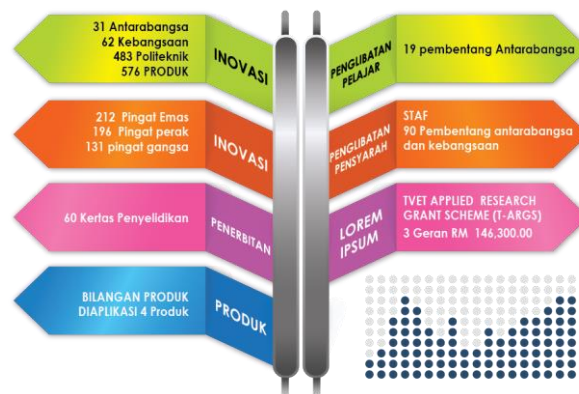 31 Antarabangsa
62 Kebangsaan
483 Politeknik
576 PRODUK
INOVASI
212 Pingat Emas
196 Pingat perak
131 pingat gangsa
INOVASI
60 Kertas Penyelidikan
PENERBITAN
BILANGAN PRODUK
DIAPLIKASI 4 Produk
PRODUK
PENGLIBATAN
PELAJAR
19 pembentang Antarabangsa
PENGLIBATAN
PENSYARAH
STAF
90 Pembentang antarabangsa
dan kebangsaan
LOREM
IPSUM
TVET APPLIED RESEARCH
GRANT SCHEME (T-ARGS)
3 Geran RM 146,300.00